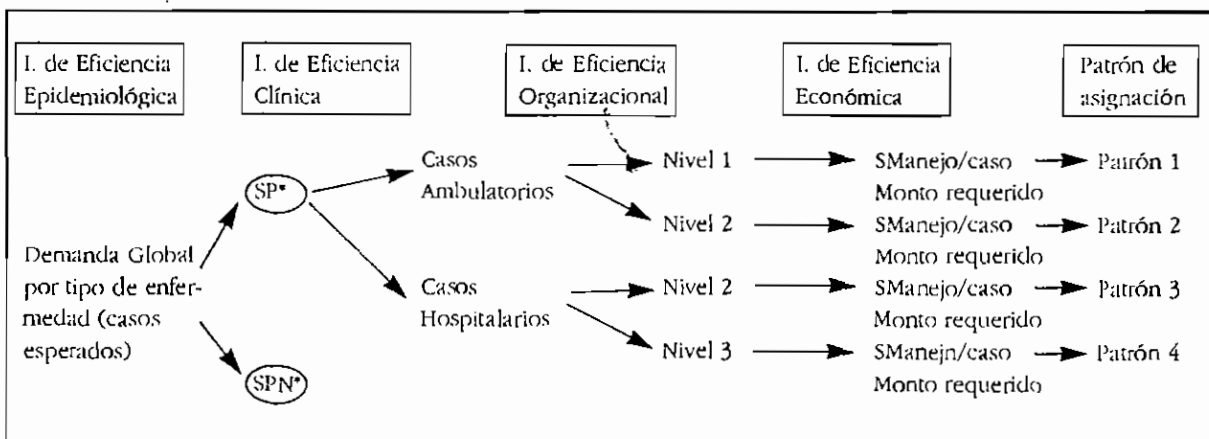 I. de Eficiencia
Epidemiológica
I. de Eficiencia
Clínica
I. de Eficiencia
Organizacional
I. de Eficiencia
Económica
Patrón de
asignación
Demanda Global
por tipo de enfer-
medad (casos
esperados)
SP*
SPN*
Casos
Ambulatorios
Casos
Hospitalarios
Nivel 1
Nivel 2
Nivel 2
Nivel 3
SManejo/caso
Monto requerido
SManejo/caso
Monto requerido
SManejo/caso
Monto requerido
SManejn/caso
Monto requerido
Patrón 1
Patrón 2
Patrón 3
Patrón 4